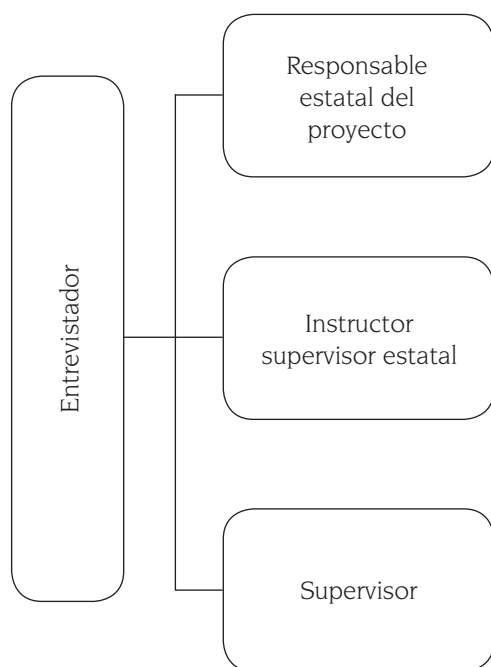 Entrevistador
Responsable
estatal del
proyecto
Instructor
supervisor estatal
Supervisor